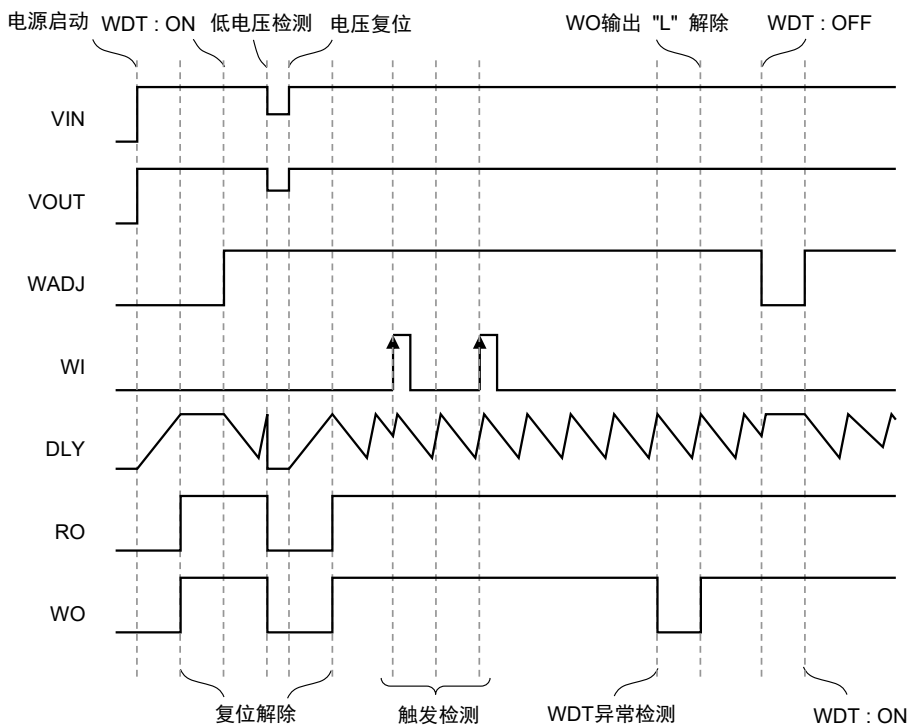 电源启动 WDT : ON 低电压检测 电压复位 WO输出 "L" 解除 WDT : OFF
VIN
VOUT
WADJ
WI
DLY
RO
WO
复位解除 触发检测 WDT异常检测 WDT : ON